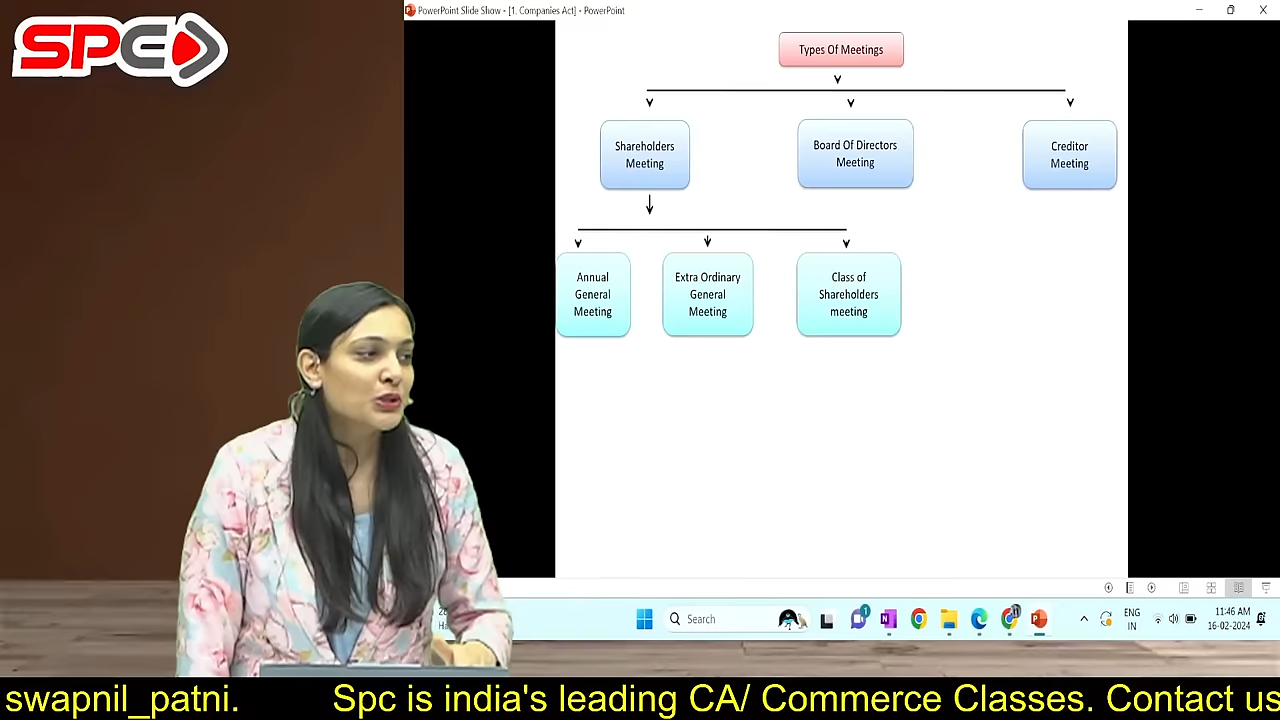 SPC
PowerPoint Slide Show - [1. Companies Act] - PowerPoint
Types Of Meetings
Shareholders
Meeting
Board Of Directors
Meeting
Creditor
Meeting
Annual
General
Meeting
Extra Ordinary
General
Meeting
Class of
Shareholders
meeting
Search
1
ENG
IN
11:46 AM
16-02-2024
swapnil_patni. Spc is india's leading CA/ Commerce Classes. Contact us